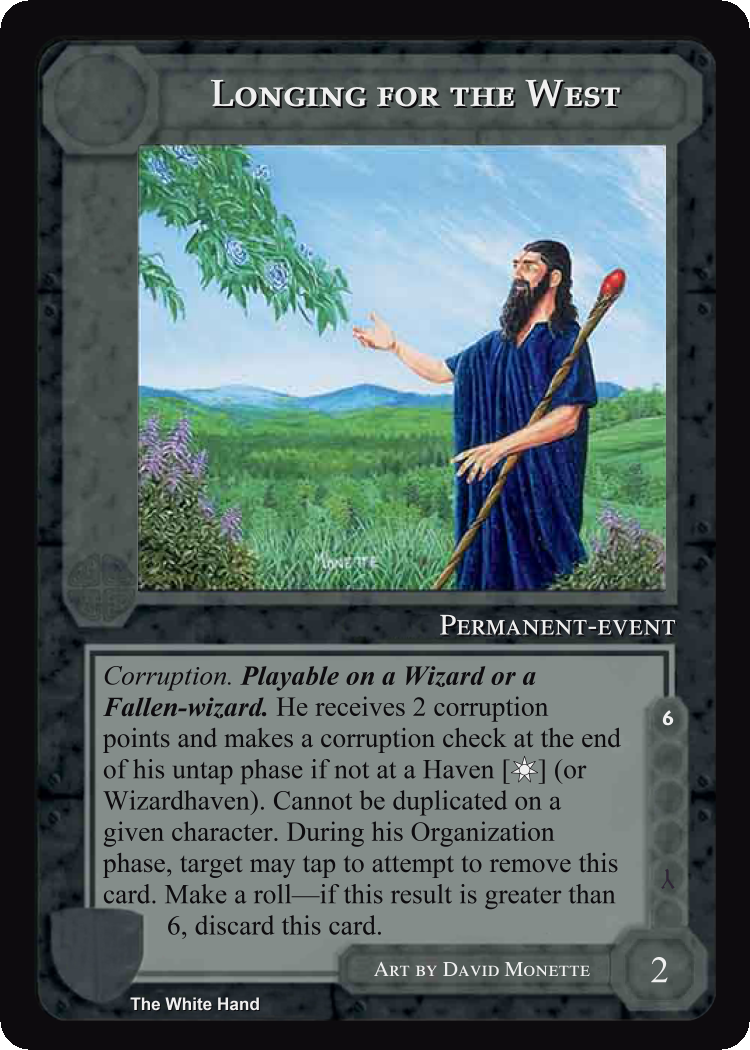 Longing for the West
Monette
Permanent-event
Corruption. Playable on a Wizard or a
Fallen-wizard. He receives 2 corruption
points and makes a corruption check at the end
of his untap phase if not at a Haven [☼] (or
Wizardhaven). Cannot be duplicated on a
given character. During his Organization
phase, target may tap to attempt to remove this
card. Make a roll—if this result is greater than
6, discard this card.
6
Art by David Monette
2
The White Hand